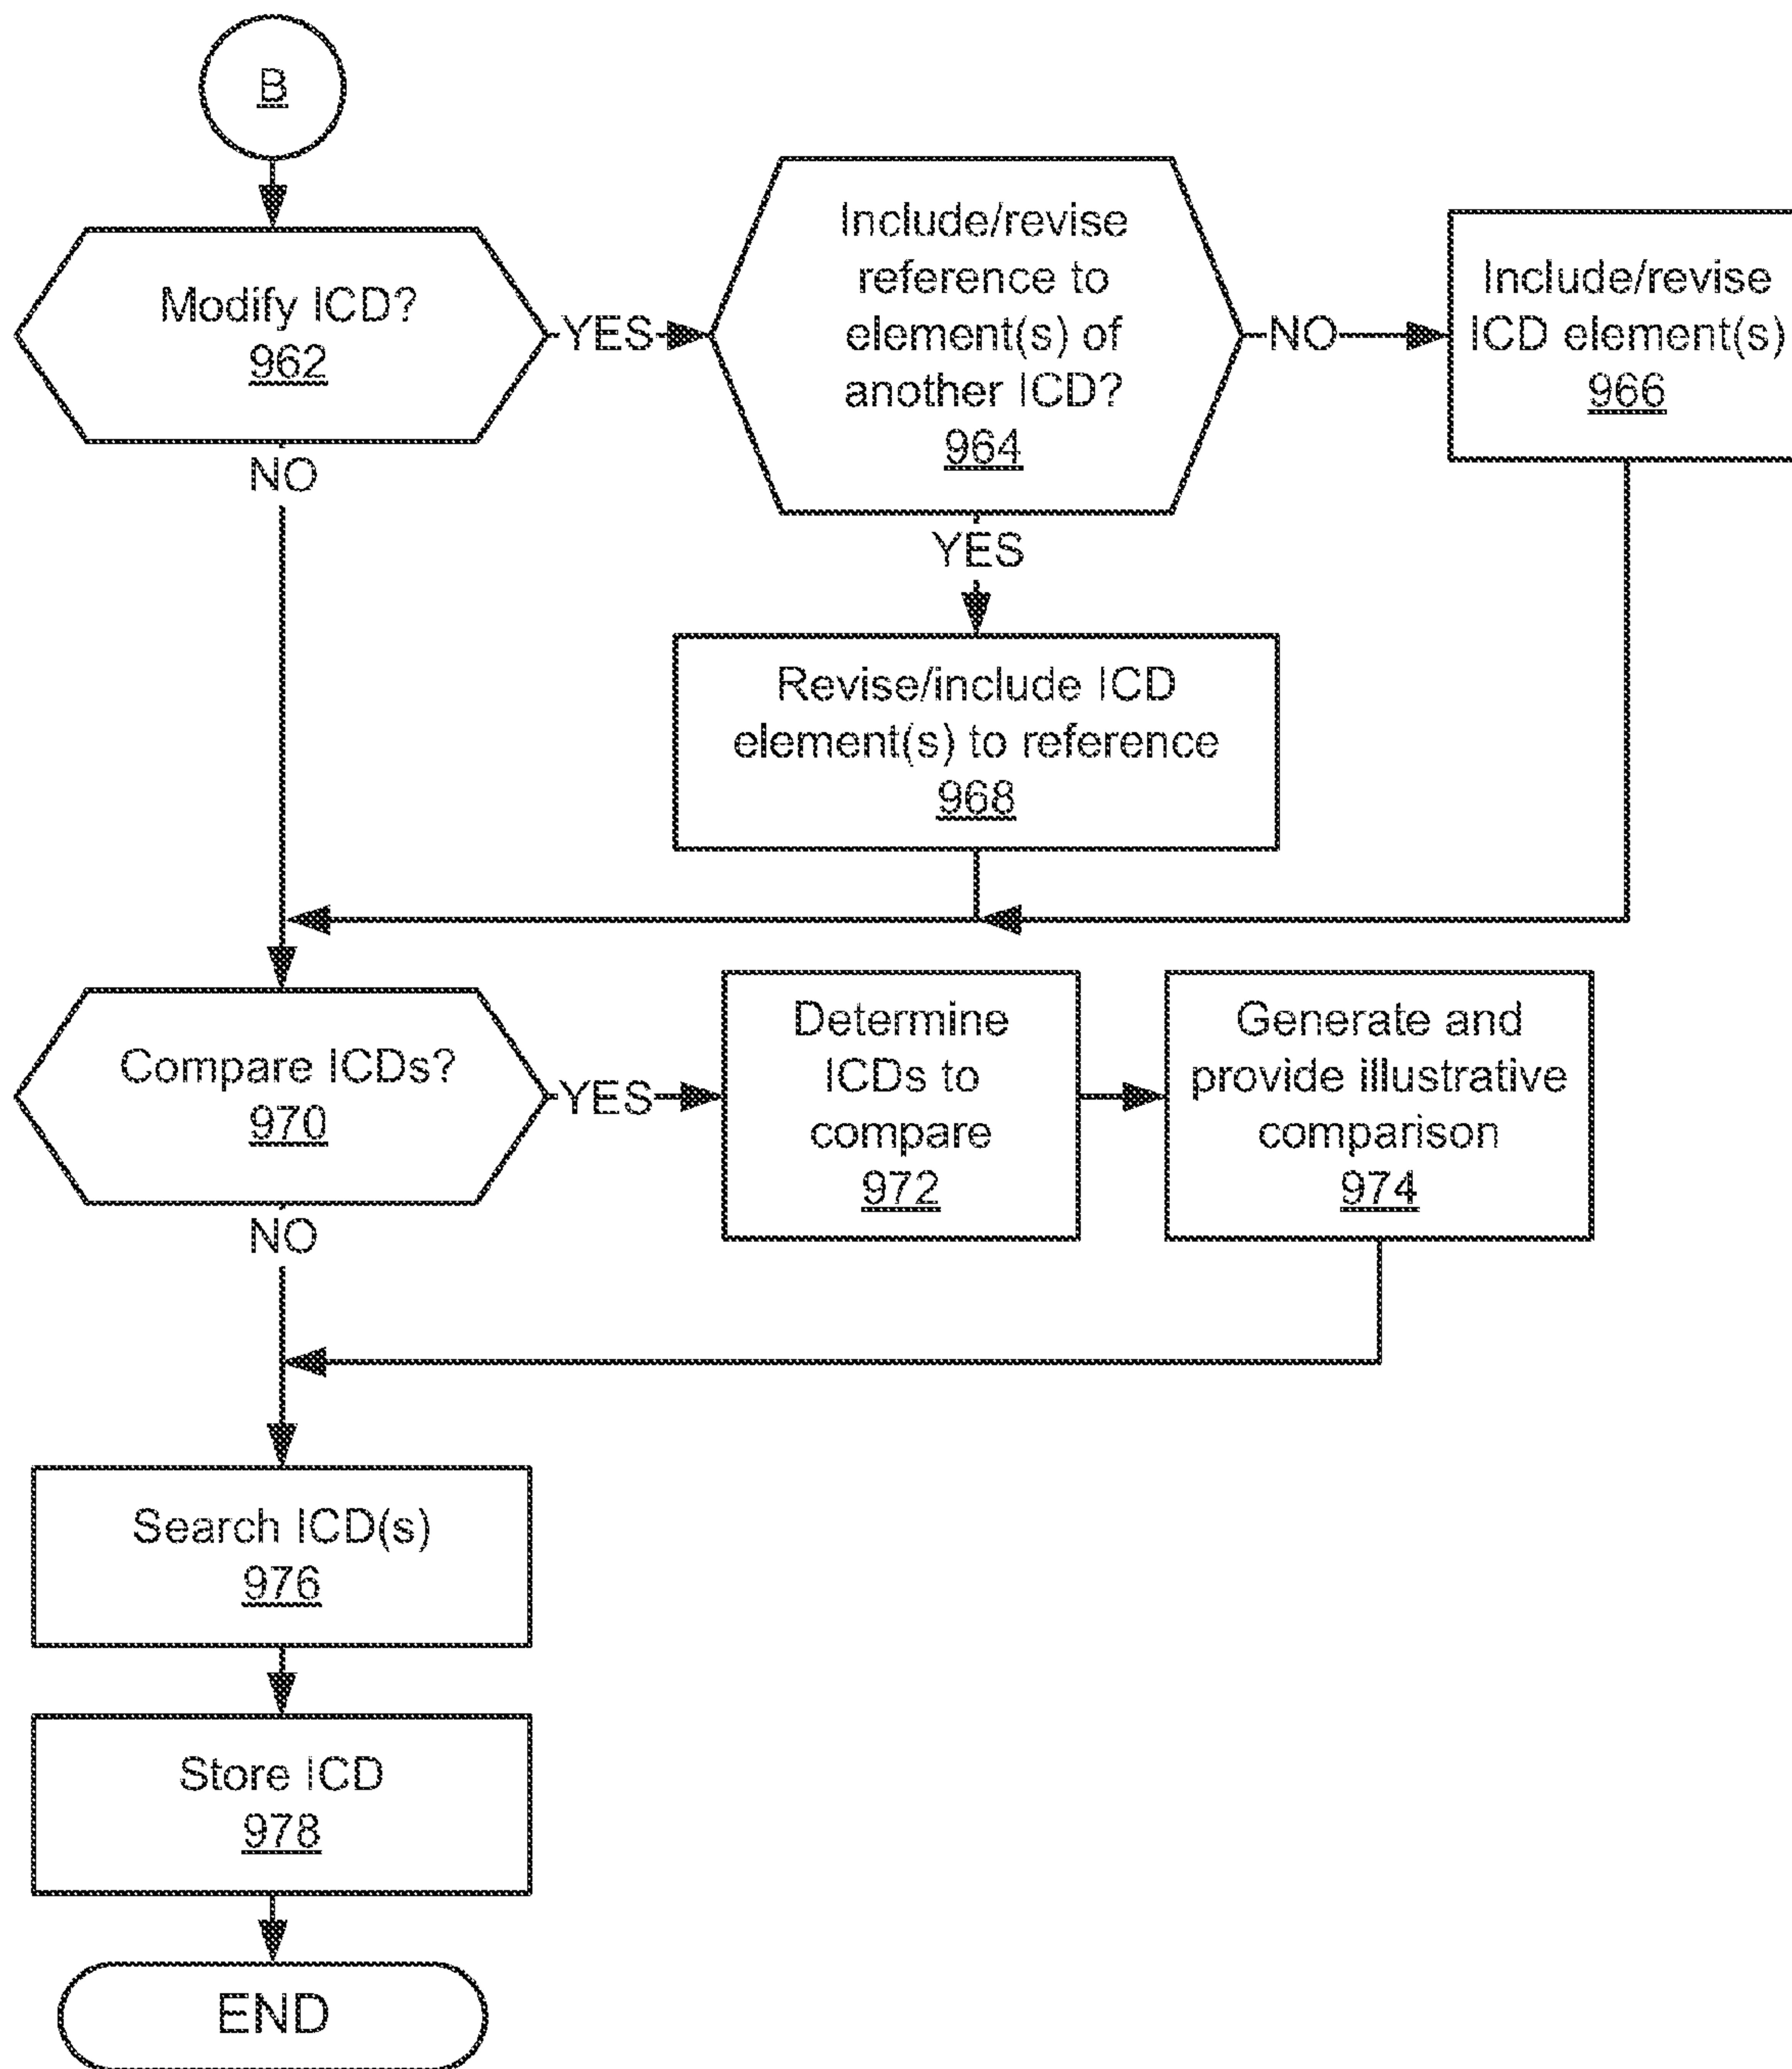 B
Modify ICD?
962
YES
NO
Include/revise
reference to
element(s) of
another ICD?
964
NO
YES
Include/revise
ICD element(s)
966
Revise/include ICD
element(s) to reference
968
Compare ICDs?
970
YES
NO
Determine
ICDs to
compare
972
Generate and
provide illustrative
comparison
974
Search ICD(s)
976
Store ICD
978
END